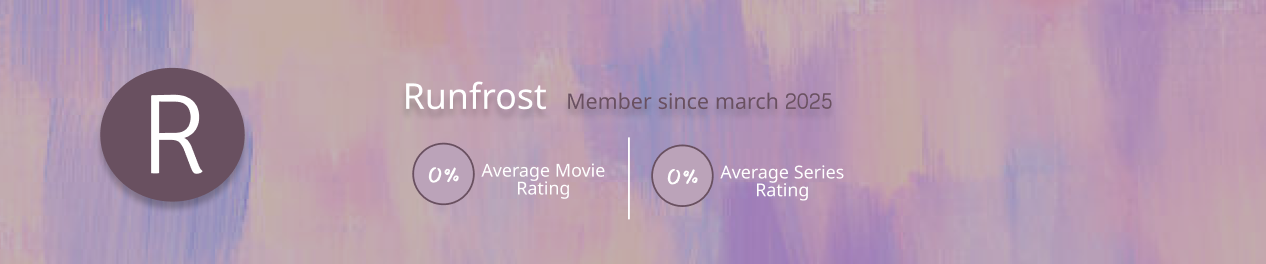 R
Runfrost Member since march 2025
0% Average Movie
Rating
0% Average Series
Rating